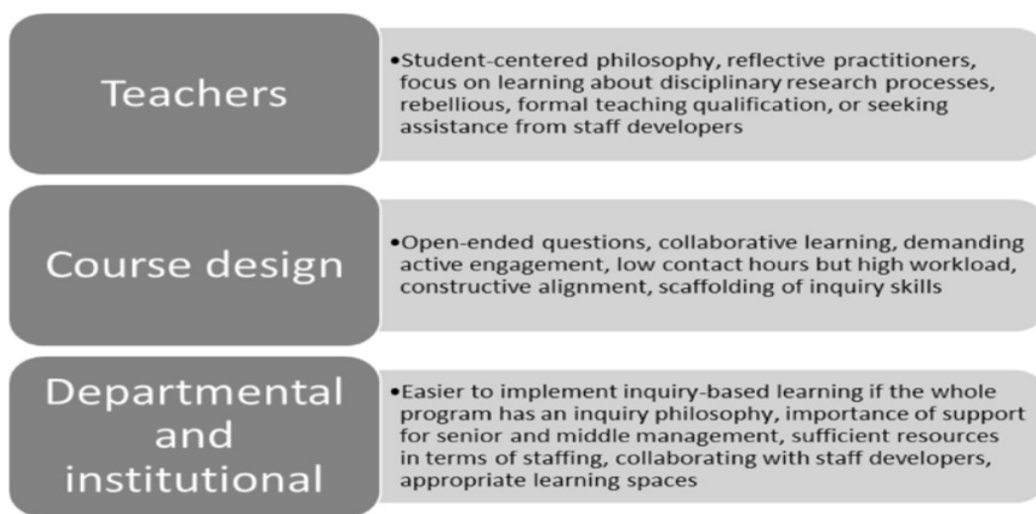 Teachers
•Student-centered philosophy, reflective practitioners,
focus on learning about disciplinary research processes,
rebellious, formal teaching qualification, or seeking
assistance from staff developers
Course design
•Open-ended questions, collaborative learning, demanding
active engagement, low contact hours but high workload,
constructive alignment, scaffolding of inquiry skills
Departmental
and
institutional
•Easier to implement inquiry-based learning if the whole
program has an inquiry philosophy, importance of support
for senior and middle management, sufficient resources
in terms of staffing, collaborating with staff developers,
appropriate learning spaces